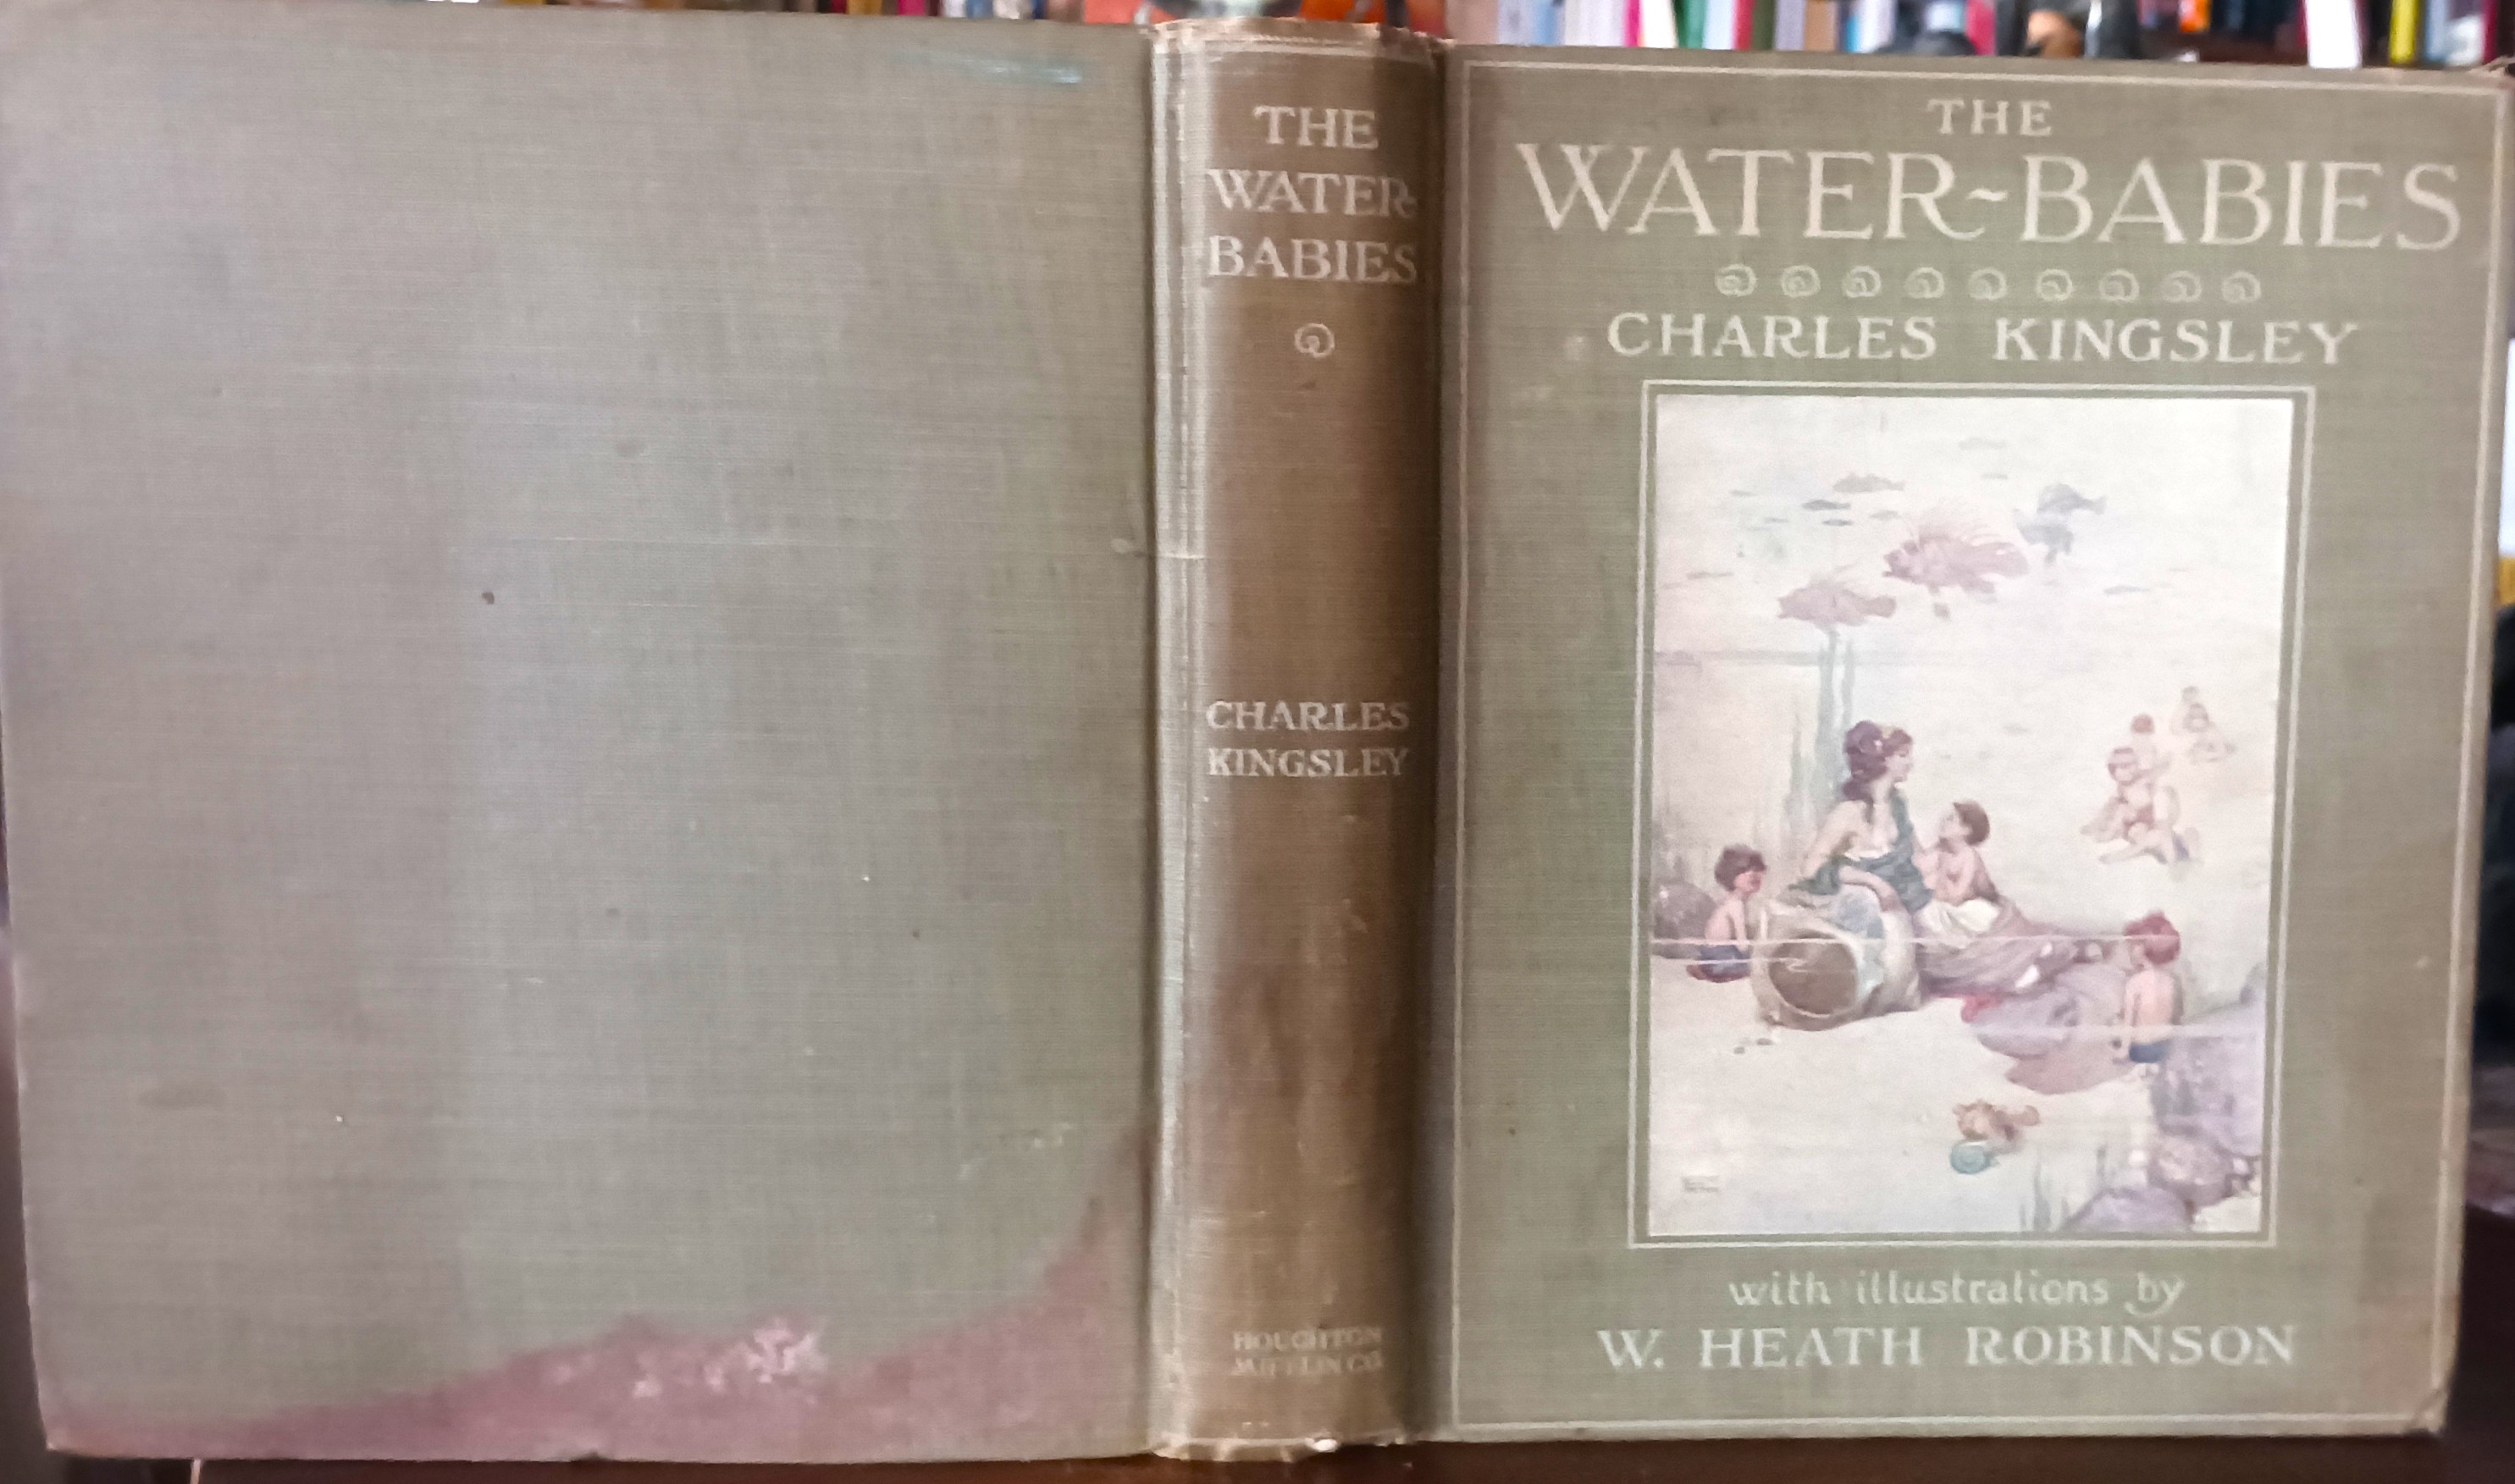 THE
WATER-
BABIES
CHARLES
KINGSLEY
HOUGHTON
MIFFLIN CO.
THE
WATER-BABIES
CHARLES KINGSLEY
with illustrations by
W. HEATH ROBINSON